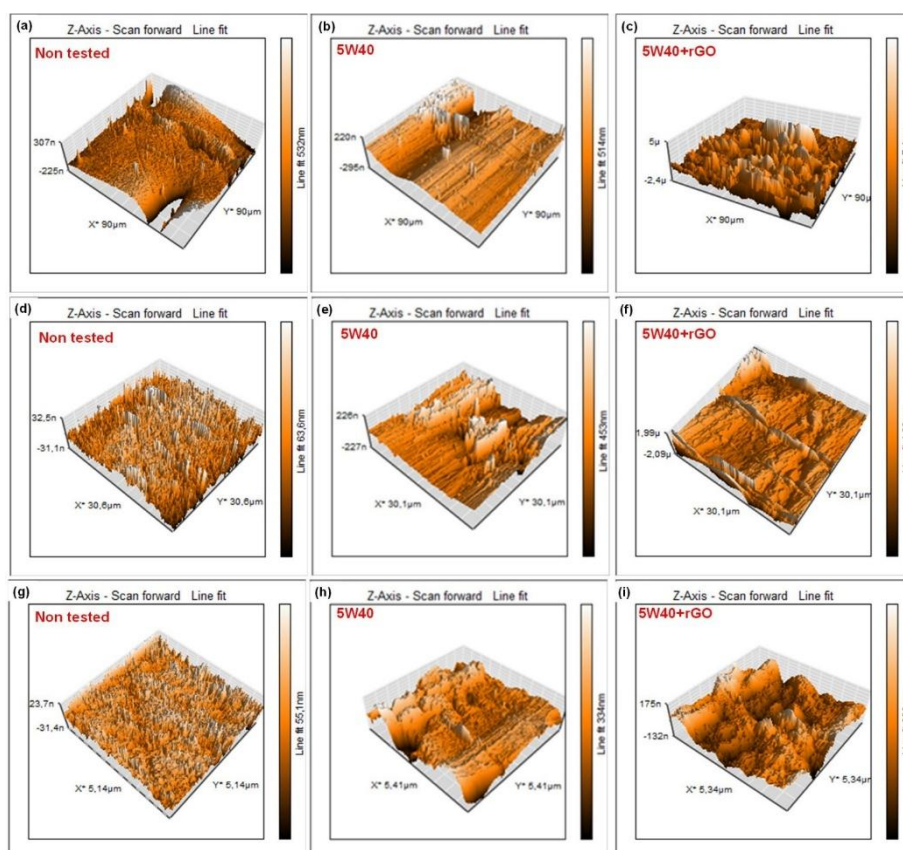 (a)
Z-Axis - Scan forward Line fit
Non tested
307n
-225n
X* 90µm
Y* 90µm
Line fit 532nm
(b)
Z-Axis - Scan forward Line fit
5W40
220n
-295n
X* 90µm
Y* 90µm
Line fit 514nm
(c)
Z-Axis - Scan forward Line fit
5W40+rGO
5µ
-2,4µ
X* 90µm
Y* 90µ
(d)
Z-Axis - Scan forward Line fit
Non tested
32,5n
-31,1n
X* 30,6µm
Y* 30,6µm
Line fit 63,6nm
(e)
Z-Axis - Scan forward Line fit
5W40
226n
-227n
X* 30,1µm
Y* 30,1µm
Line fit 453nm
(f)
Z-Axis - Scan forward Line fit
5W40+rGO
1,99µ
-2,09µ
X* 30,1µm
Y* 30,1µm
(g)
Z-Axis - Scan forward Line fit
Non tested
23,7n
-31,4n
X* 5,14µm
Y* 5,14µm
Line fit 55,1nm
(h)
Z-Axis - Scan forward Line fit
5W40
X* 5,41µm
Y* 5,41µm
Line fit 334nm
(i)
Z-Axis - Scan forward Line fit
5W40+rGO
175n
-132n
X* 5,34µm
Y* 5,34µm